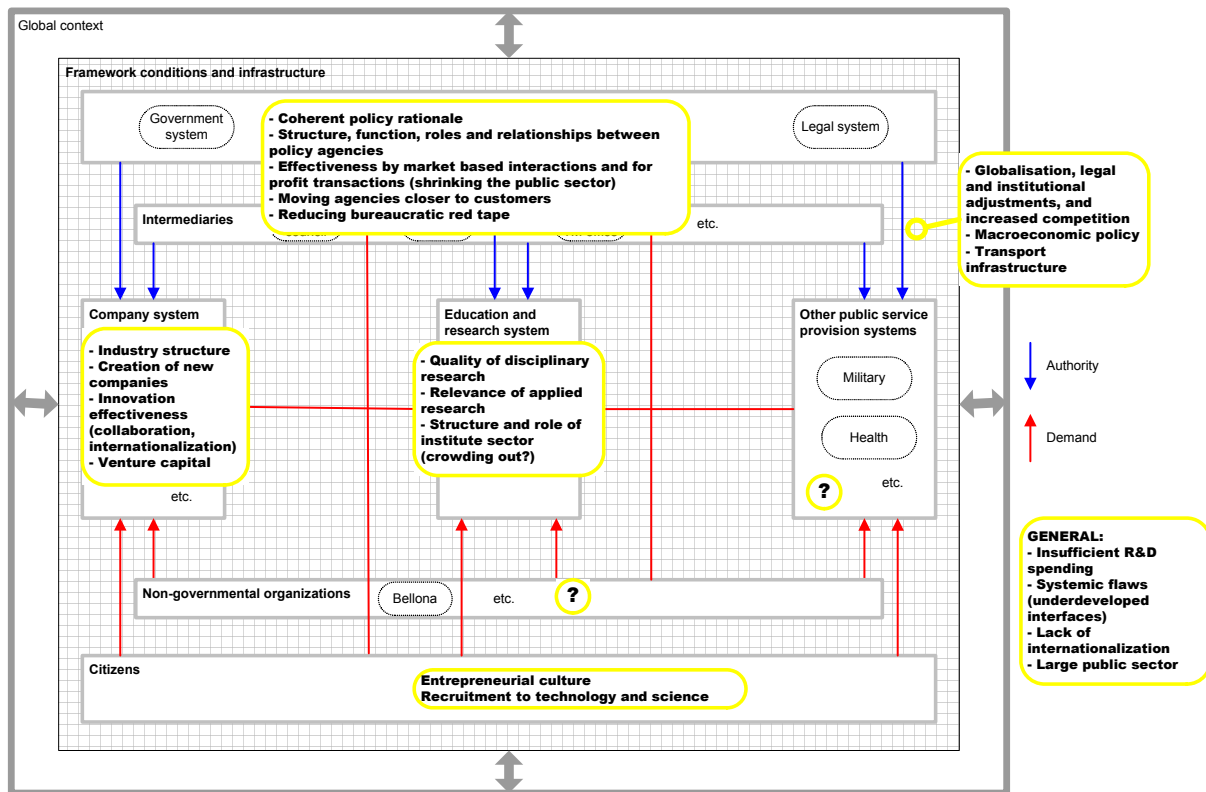 Global context
Framework conditions and infrastructure
Government
system
- Coherent policy rationale
- Structure, function, roles and relationships between
policy agencies
- Effectiveness by market based interactions and for
profit transactions (shrinking the public sector)
- Moving agencies closer to customers
- Reducing bureaucratic red tape
Legal system
- Globalisation, legal
and institutional
adjustments, and
increased competition
- Macroeconomic policy
- Transport
infrastructure
Intermediaries
etc.
Company system
- Industry structure
- Creation of new
companies
- Innovation
effectiveness
(collaboration,
internationalization)
- Venture capital
etc.
Education and
research system
- Quality of disciplinary
research
- Relevance of applied
research
- Structure and role of
institute sector
(crowding out?)
Other public service
provision systems
Military
Health
?
etc.
Authority
Demand
Non-governmental organizations
Bellona
etc.
?
GENERAL:
- Insufficient R&D
spending
- Systemic flaws
(underdeveloped
interfaces)
- Lack of
internationalization
- Large public sector
Citizens
Entrepreneurial culture
Recruitment to technology and science